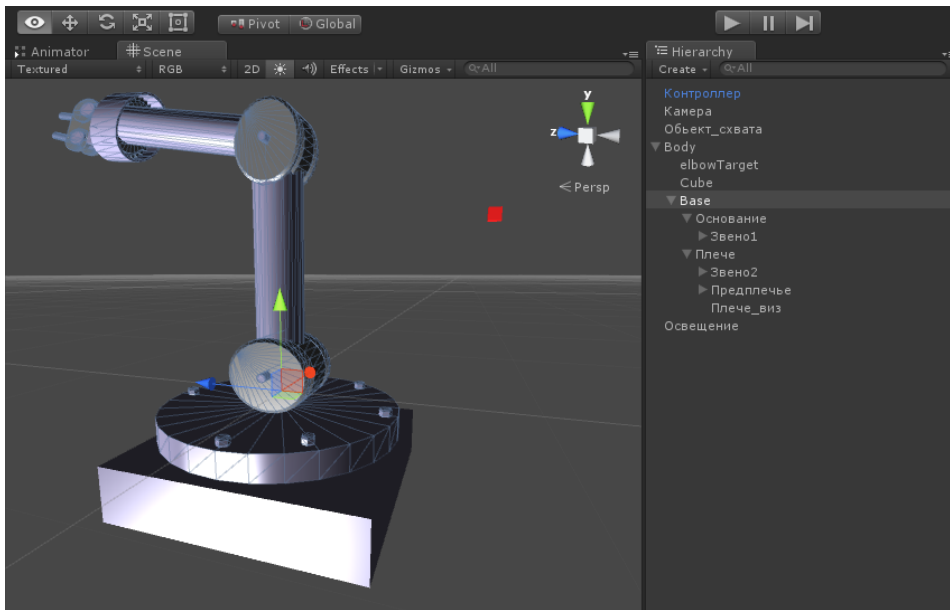 Pivot Global
Animator Scene
Textured RGB 2D Effects Gizmos All
y
z
Persp
Hierarchy
Create All
Контроллер
Камера
Обьект_схвата
Body
elbowTarget
Cube
Base
Основание
Звено1
Плече
Звено2
Предплечье
Плече_виз
Освещение